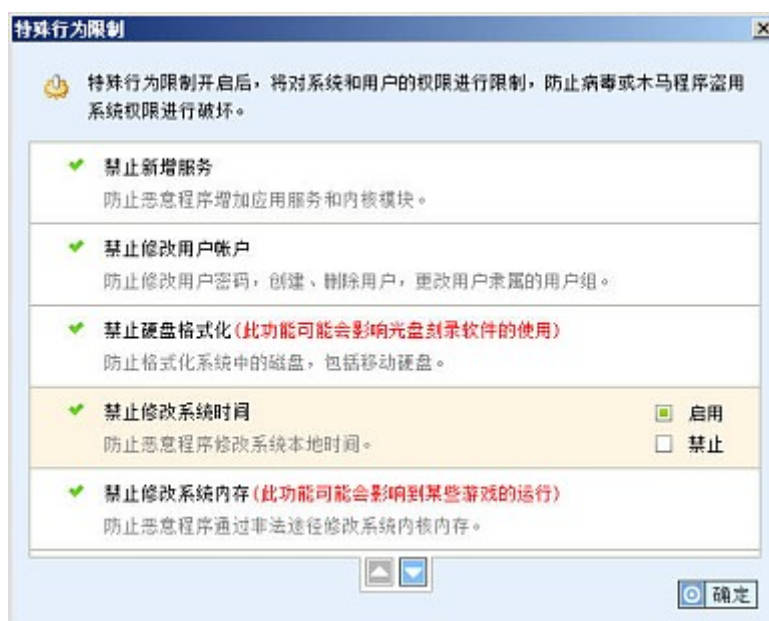 特殊行为限制
特殊行为限制开启后，将对系统和用户的权限进行限制，防止病毒或木马程序盗用
系统权限进行破坏。
禁止新增服务
防止恶意程序增加应用服务和内核模块。
禁止修改用户帐户
防止修改用户密码，创建、删除用户，更改用户隶属的用户组。
禁止硬盘格式化(此功能可能会影响光盘刻录软件的使用)
防止格式化系统中的磁盘，包括移动硬盘。
禁止修改系统时间
启用
防止恶意程序修改系统本地时间。
禁止
禁止修改系统内存(此功能可能会影响到某些游戏的运行)
防止恶意程序通过非法途径修改系统内核内存。
确定